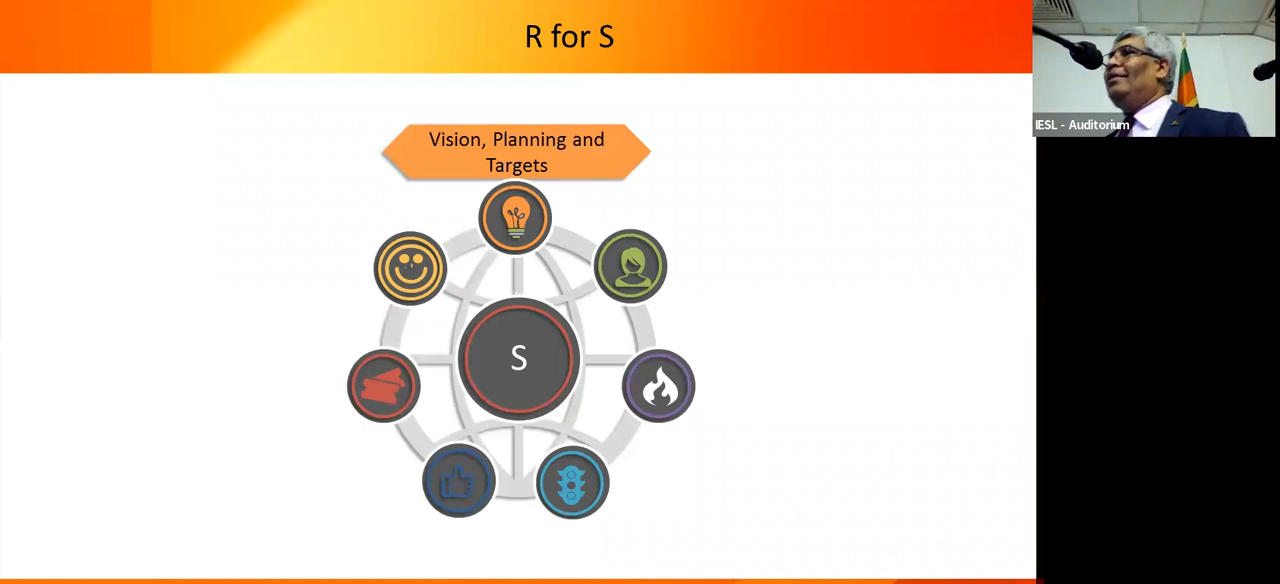 R for S
Vision, Planning and
Targets
S
IESL - Auditorium